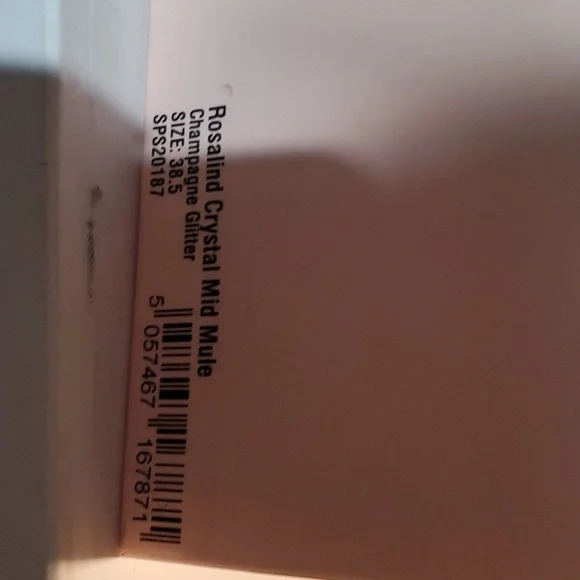 Rosalind Crystal Mid Mule
Champagne Glitter
SIZE: 38.5
SPS20187
5 057467 167871